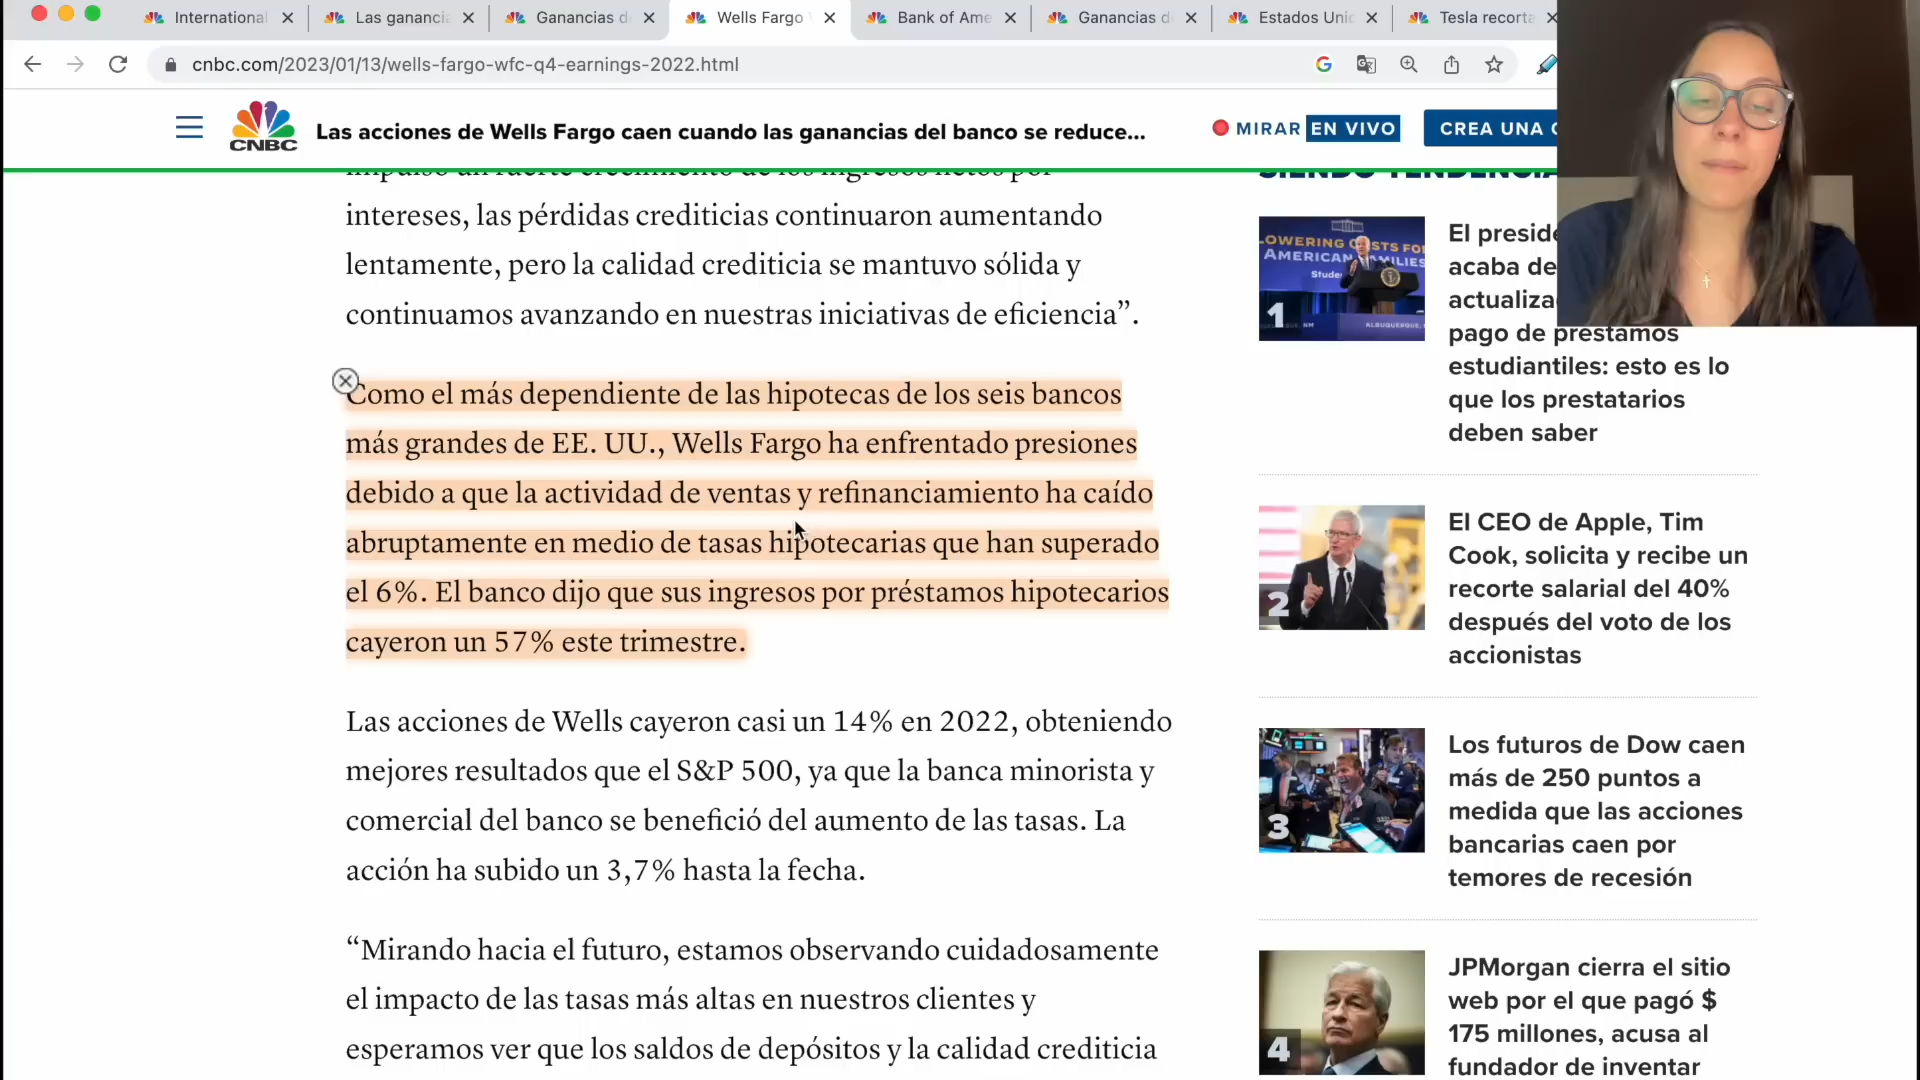 International
Las gananci
Ganancias d
Wells Fargo
Bank of Ame
Ganancias d
Estados Uni
Tesla recorta
cnbc.com/2023/01/13/wells-fargo-wfc-q4-earnings-2022.html
CNBC
Las acciones de Wells Fargo caen cuando las ganancias del banco se reduce...
MIRAR EN VIVO
CREA UNA
intereses, las pérdidas crediticias continuaron aumentando
lentamente, pero la calidad crediticia se mantuvo sólida y
continuamos avanzando en nuestras iniciativas de eficiencia”.
Como el más dependiente de las hipotecas de los seis bancos
más grandes de EE. UU., Wells Fargo ha enfrentado presiones
debido a que la actividad de ventas y refinanciamiento ha caído
abruptamente en medio de tasas hipotecarias que han superado
el 6%. El banco dijo que sus ingresos por préstamos hipotecarios
cayeron un 57% este trimestre.
Las acciones de Wells cayeron casi un 14% en 2022, obteniendo
mejores resultados que el S&P 500, ya que la banca minorista y
comercial del banco se benefició del aumento de las tasas. La
acción ha subido un 3,7% hasta la fecha.
“Mirando hacia el futuro, estamos observando cuidadosamente
el impacto de las tasas más altas en nuestros clientes y
esperamos ver que los saldos de depósitos y la calidad crediticia
SIENDO TENDENCIA
OWERING COSTS FO
AMERICAN FAMILIES
Stude
ALBUQUERQUE,
1
El preside
acaba de
actualiza
pago de préstamos
estudiantiles: esto es lo
que los prestatarios
deben saber
2
El CEO de Apple, Tim
Cook, solicita y recibe un
recorte salarial del 40%
después del voto de los
accionistas
3
Los futuros de Dow caen
más de 250 puntos a
medida que las acciones
bancarias caen por
temores de recesión
4
JPMorgan cierra el sitio
web por el que pagó $
175 millones, acusa al
fundador de inventar